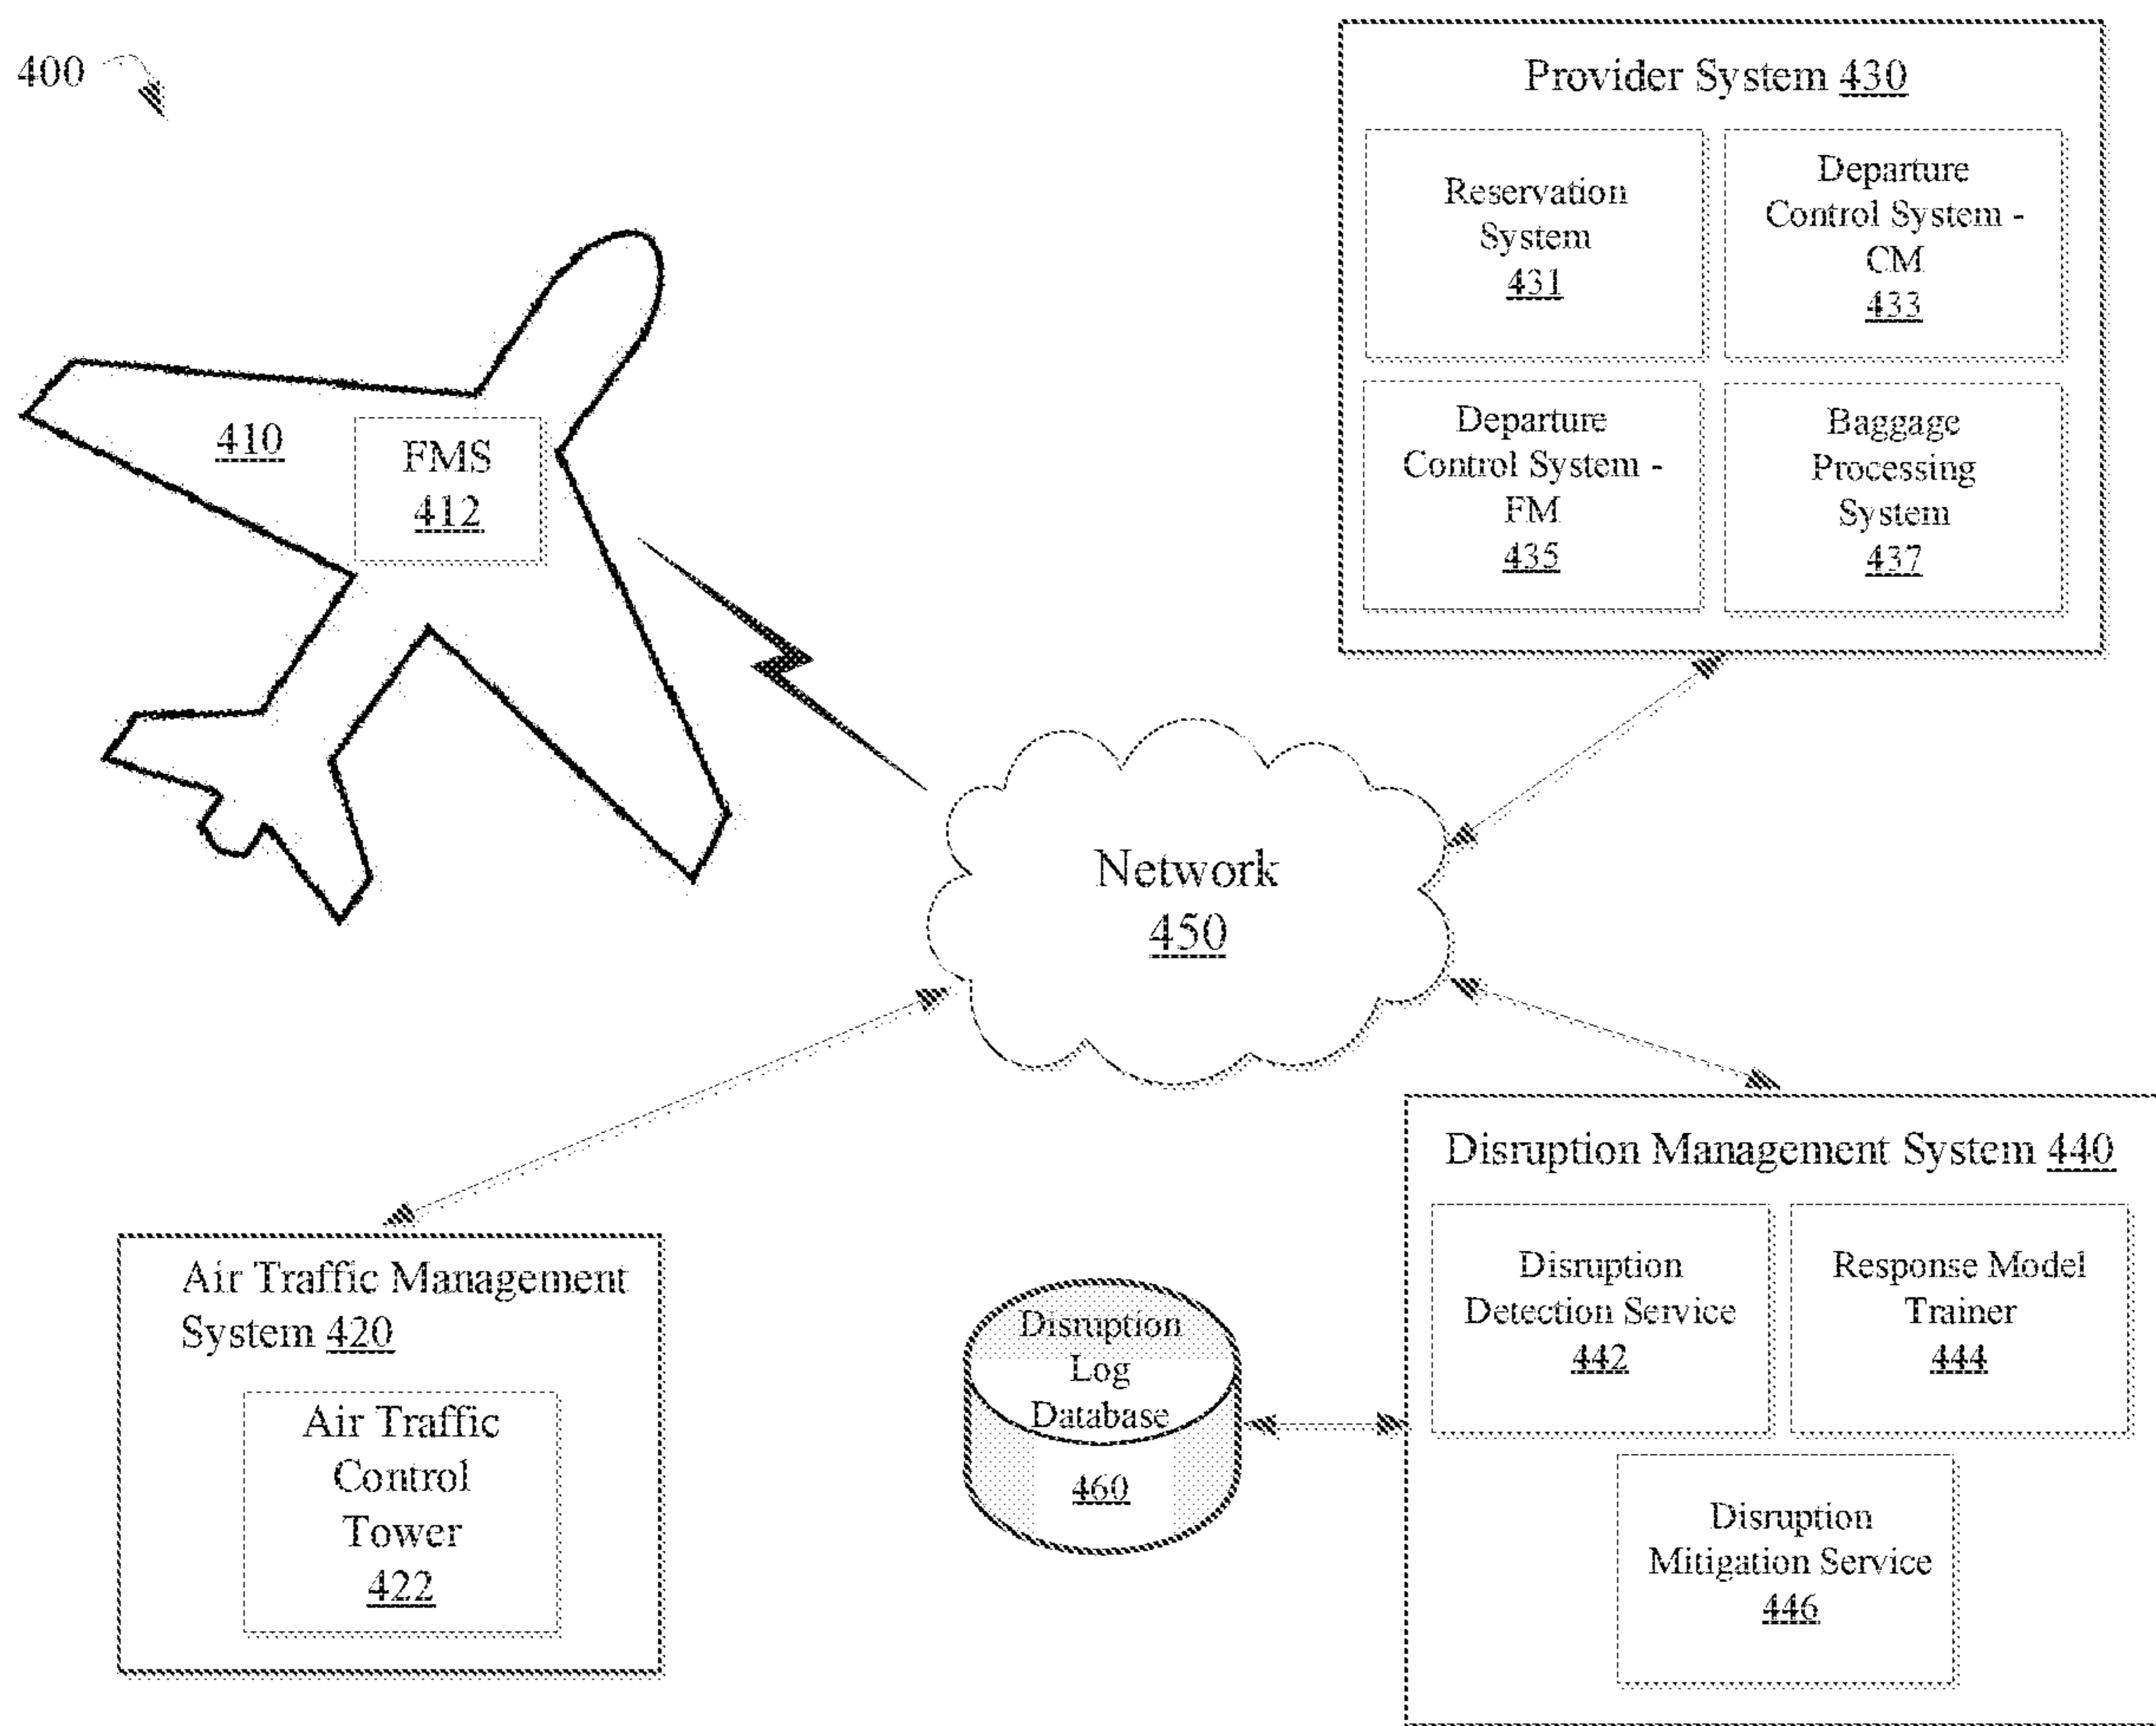 400
Provider System 430
Reservation
System
431
Departure
Control System -
CM
433
Departure
Control System -
FM
435
Baggage
Processing
System
437
410
FMS
412
Network
450
Air Traffic Management
System 420
Air Traffic
Control
Tower
422
Disruption
Log
Database
460
Disruption Management System 440
Disruption
Detection Service
442
Response Model
Trainer
444
Disruption
Mitigation Service
446